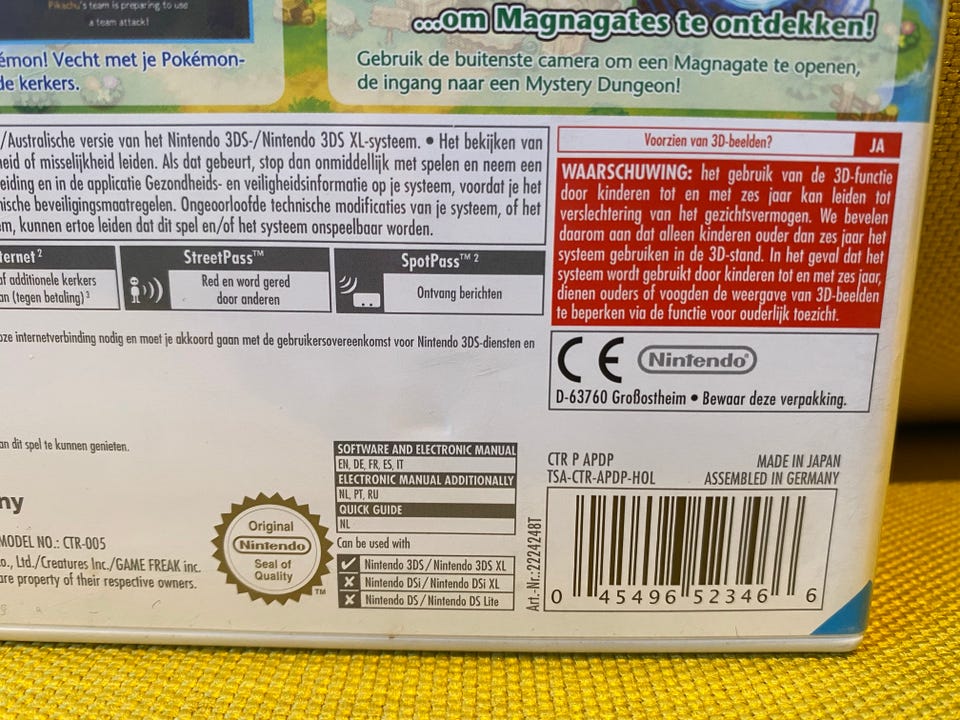 Pikachu's team is preparing to use
a team attack!
...om Magnagates te ontdekken!
émon! Vecht met je Pokémon-
de kerkers.
Gebruik de buitenste camera om een Magnagate te openen,
de ingang naar een Mystery Dungeon!
/Australische versie van het Nintendo 3DS-/Nintendo 3DS XL-systeem. • Het bekijken van
eid of misselijkheid leiden. Als dat gebeurt, stop dan onmiddellijk met spelen en neem een
eiding en in de applicatie Gezondheids- en veiligheidsinformatie op je systeem, voordat je het
nische beveiligingsmaatregelen. Ongeoorloofde technische modificaties van je systeem, of het
em, kunnen ertoe leiden dat dit spel en/of het systeem onspeelbaar worden.
Voorzien van 3D-beelden? JA
WAARSCHUWING: het gebruik van de 3D-functie
door kinderen tot en met zes jaar kan leiden tot
verslechtering van het gezichtsvermogen. We bevelen
daarom aan dat alleen kinderen ouder dan zes jaar het
systeem gebruiken in de 3D-stand. In het geval dat het
systeem wordt gebruikt door kinderen tot en met zes jaar,
dienen ouders of voogden de weergave van 3D-beelden
te beperken via de functie voor ouderlijk toezicht.
ternet²
af additionele kerkers
an (tegen betaling)³
StreetPass™
Red en word gered
door anderen
SpotPass™ ²
Ontvang berichten
oze internetverbinding nodig en moet je akkoord gaan met de gebruikersovereenkomst voor Nintendo 3DS-diensten en
CE Nintendo®
D-63760 Großostheim • Bewaar deze verpakking.
an dit spel te kunnen genieten.
ny
MODEL NO.: CTR-005
o., Ltd./Creatures Inc./GAME FREAK inc.
are property of their respective owners.
Original
Nintendo
Seal of
Quality
™
SOFTWARE AND ELECTRONIC MANUAL
EN, DE, FR, ES, IT
ELECTRONIC MANUAL ADDITIONALLY
NL, PT, RU
QUICK GUIDE
NL
Can be used with
Nintendo 3DS/Nintendo 3DS XL
Nintendo DSi/Nintendo DSi XL
Nintendo DS/Nintendo DS Lite
CTR P APDP MADE IN JAPAN
TSA-CTR-APDP-HOL ASSEMBLED IN GERMANY
Art.-Nr.: 2224248T
0 45496 52346 6